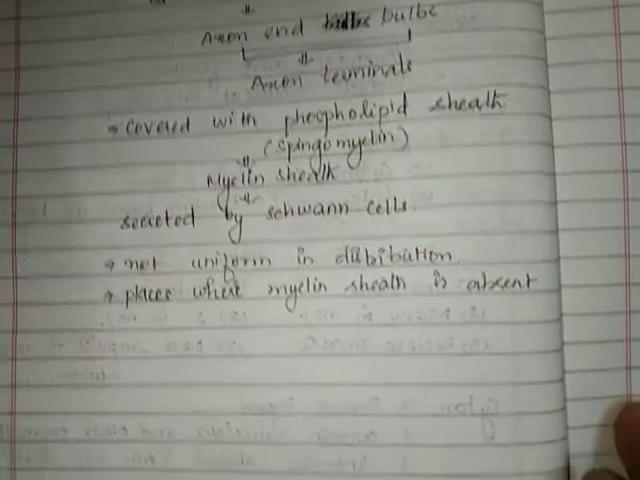 Axon end bulbs
Axon terminals
→ covered with phospholipid sheath
(Spingomyelin)
Myelin sheath
secreted by schwann cells.
→ not uniform in distribution.
→ places where myelin sheath is absent